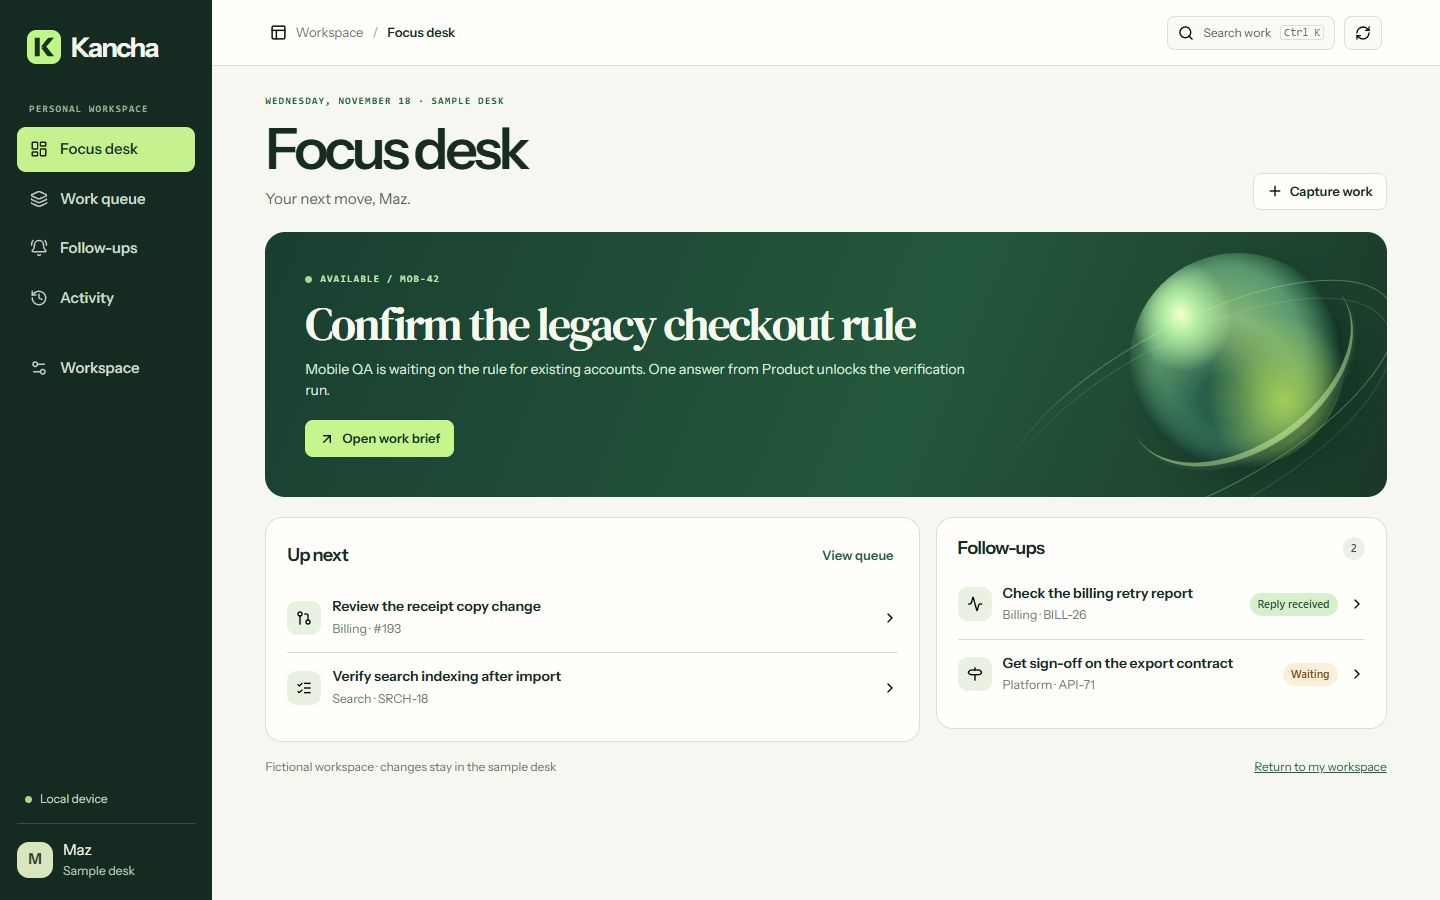 Kancha
PERSONAL WORKSPACE
Focus desk
Work queue
Follow-ups
Activity
Workspace
Local device
M
Maz
Sample desk
Workspace / Focus desk
Search work Ctrl K
WEDNESDAY, NOVEMBER 18 · SAMPLE DESK
Focus desk
Your next move, Maz.
Capture work
AVAILABLE / MOB-42
Confirm the legacy checkout rule
Mobile QA is waiting on the rule for existing accounts. One answer from Product unlocks the verification
run.
Open work brief
Up next
View queue
Review the receipt copy change
Billing · #193
Verify search indexing after import
Search · SRCH-18
Follow-ups
2
Check the billing retry report
Billing · BILL-26
Reply received
Get sign-off on the export contract
Platform · API-71
Waiting
Fictional workspace · changes stay in the sample desk
Return to my workspace